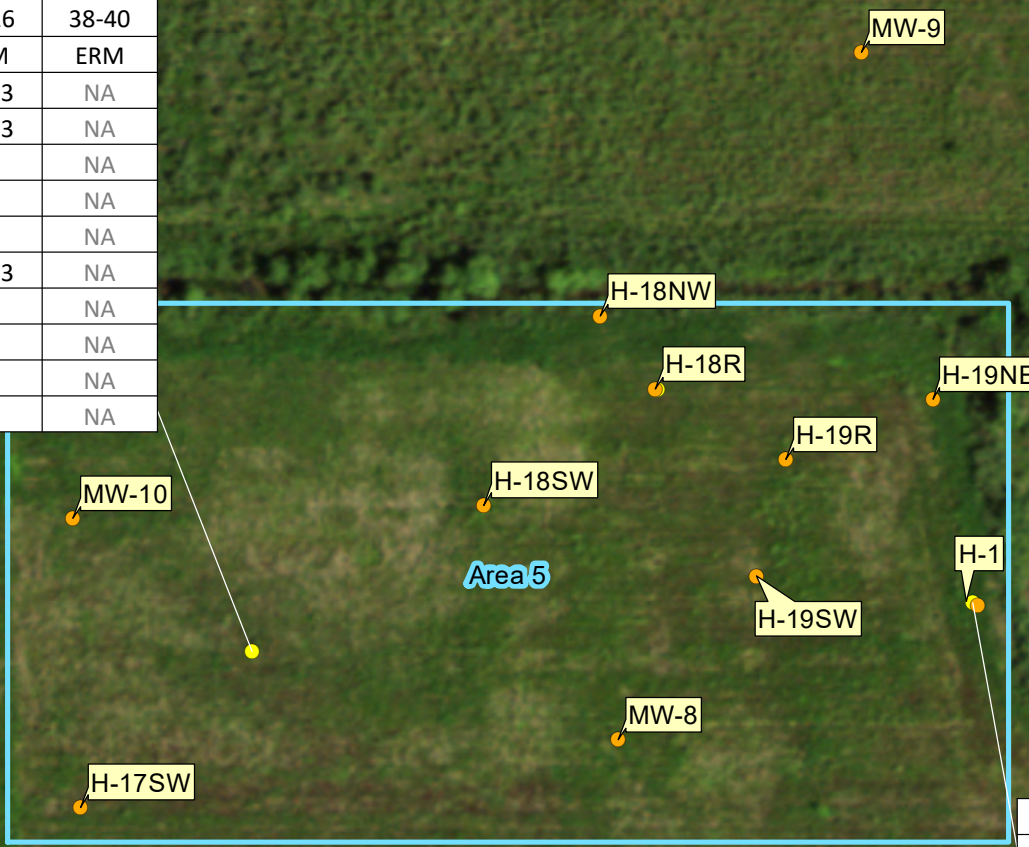 6 38-40
M ERM
3 NA
3 NA
NA
NA
NA
3 NA
NA
NA
NA
NA
MW-9
H-18NW
H-18R
H-19NE
H-19R
H-18SW
MW-10
H-1
Area 5
H-19SW
MW-8
H-17SW